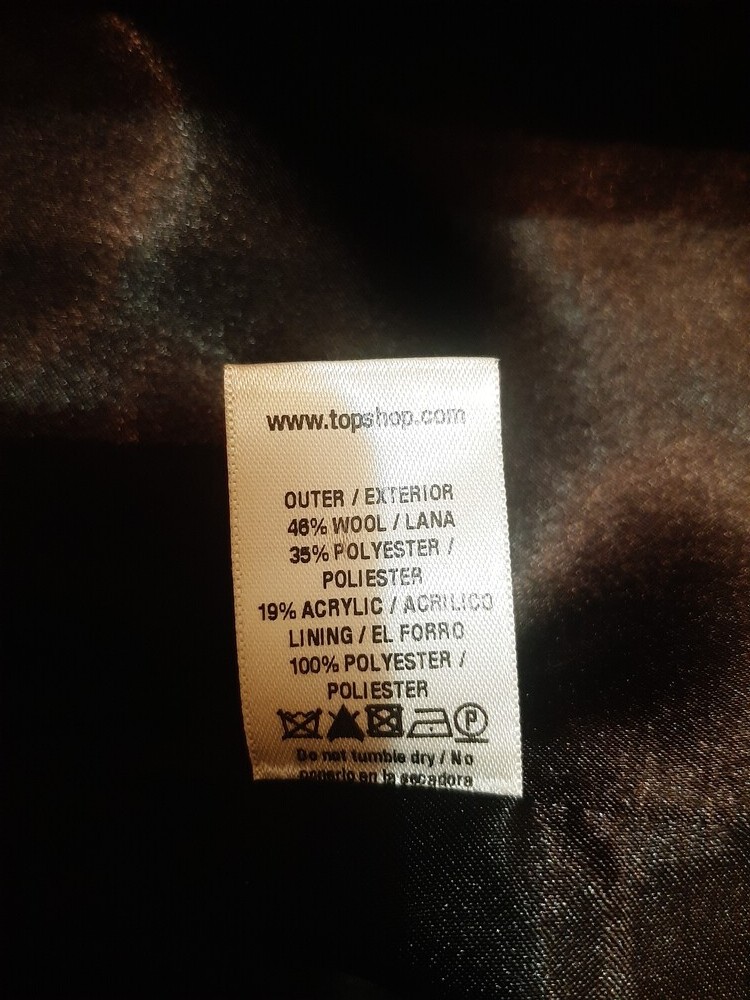 www.topshop.com
OUTER / EXTERIOR
46% WOOL / LANA
35% POLYESTER /
POLIESTER
19% ACRYLIC / ACRILICO
LINING / EL FORRO
100% POLYESTER /
POLIESTER
P
Do not tumble dry / No
ponerlo en la secadora